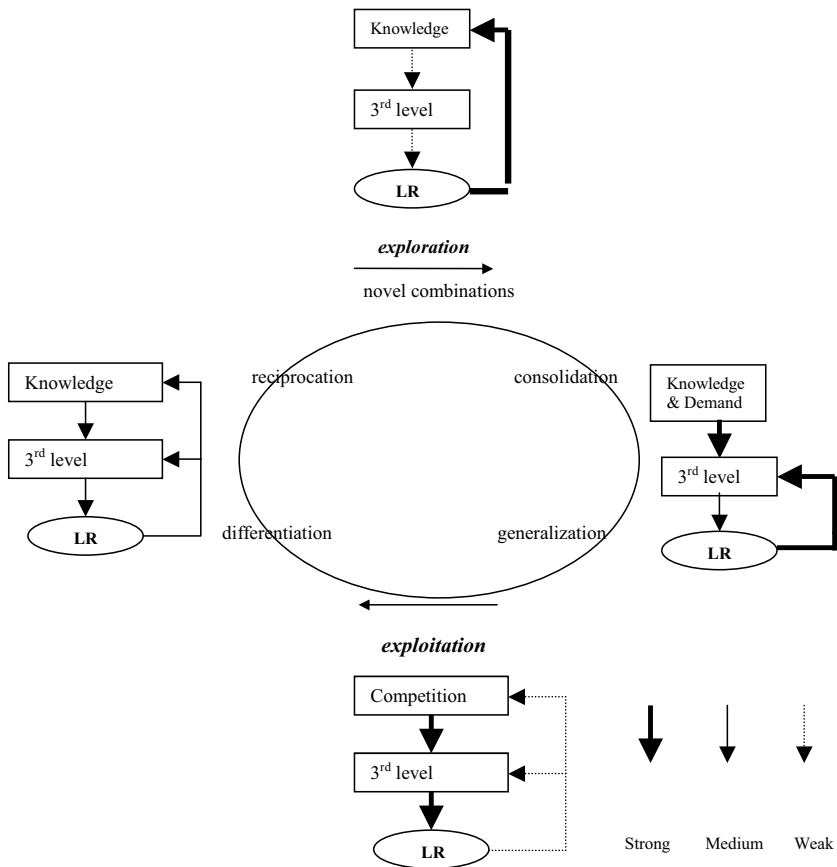 Knowledge
3rd level
LR
exploration
novel combinations
reciprocation
consolidation
Knowledge
3rd level
LR
Knowledge
& Demand
3rd level
LR
differentiation
generalization
exploitation
Competition
3rd level
LR
Strong
Medium
Weak